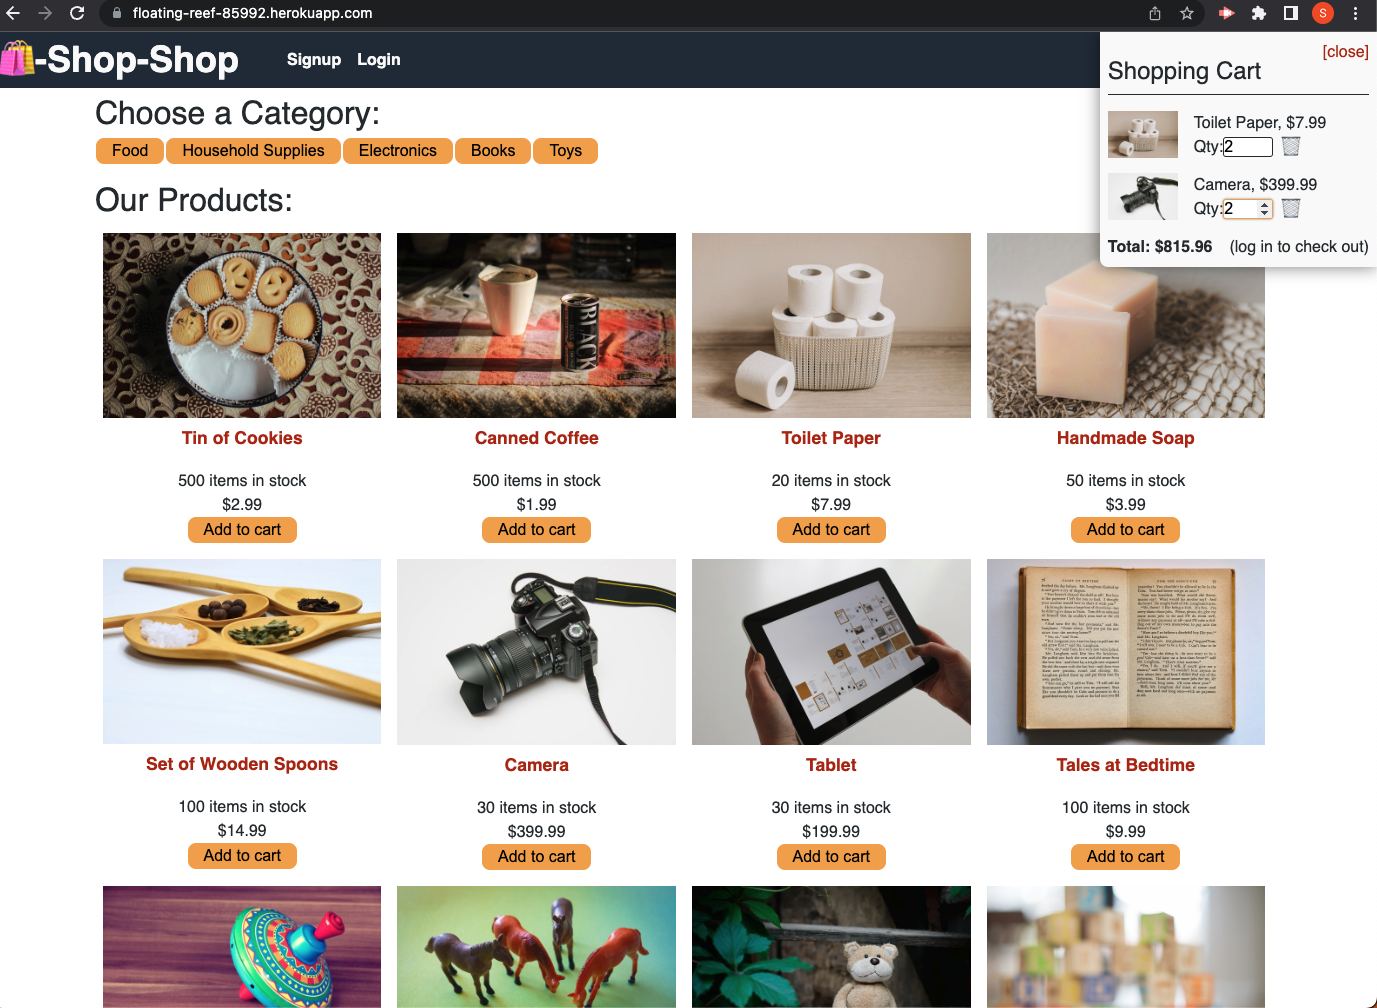 floating-reef-85992.herokuapp.com
S
-Shop-Shop
Signup Login
[close]
Shopping Cart
Toilet Paper, $7.99
Qty:2
Camera, $399.99
Qty:2
Total: $815.96 (log in to check out)
Choose a Category:
Food Household Supplies Electronics Books Toys
Our Products:
BLACK
Tin of Cookies
500 items in stock
$2.99
Add to cart
Canned Coffee
500 items in stock
$1.99
Add to cart
Toilet Paper
20 items in stock
$7.99
Add to cart
Handmade Soap
50 items in stock
$3.99
Add to cart
Set of Wooden Spoons
100 items in stock
$14.99
Add to cart
Camera
30 items in stock
$399.99
Add to cart
Tablet
30 items in stock
$199.99
Add to cart
Tales at Bedtime
100 items in stock
$9.99
Add to cart